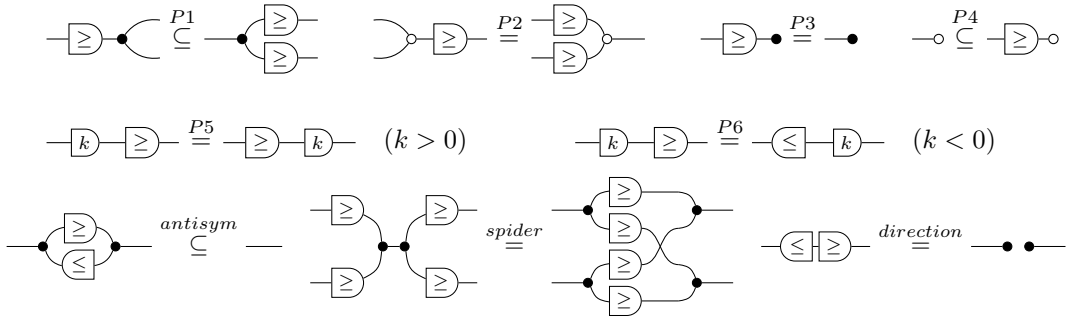 ≥ P1 ⊆ ≥ ≥ ≥ P2 = ≥ ≥ ≥ P3 = P4 ⊆ ≥
k ≥ P5 = ≥ k (k > 0) k ≥ P6 = ≤ k (k < 0)
≥ ≤ antisym ⊆ ≥ ≥ ≥ ≥ spider = ≥ ≥ ≥ ≥ ≤ ≥ direction =